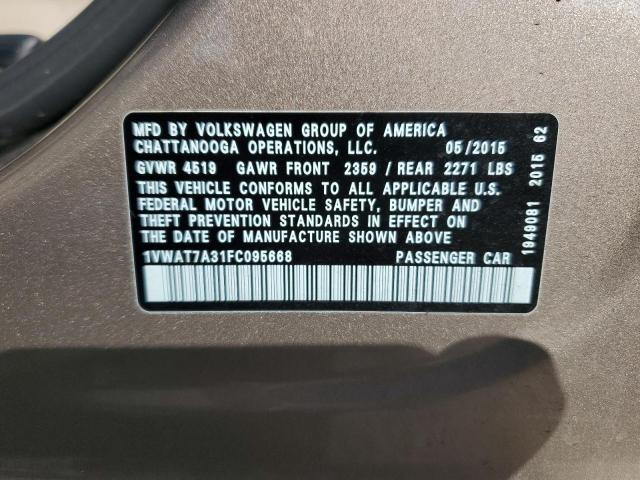 MFD BY VOLKSWAGEN GROUP OF AMERICA
CHATTANOOGA OPERATIONS, LLC. 05/2015
GVWR 4519 GAWR FRONT 2359 / REAR 2271 LBS
THIS VEHICLE CONFORMS TO ALL APPLICABLE U.S.
FEDERAL MOTOR VEHICLE SAFETY, BUMPER AND
THEFT PREVENTION STANDARDS IN EFFECT ON
THE DATE OF MANUFACTURE SHOWN ABOVE
1VWAT7A31FC095668 PASSENGER CAR
1949081 2015 62